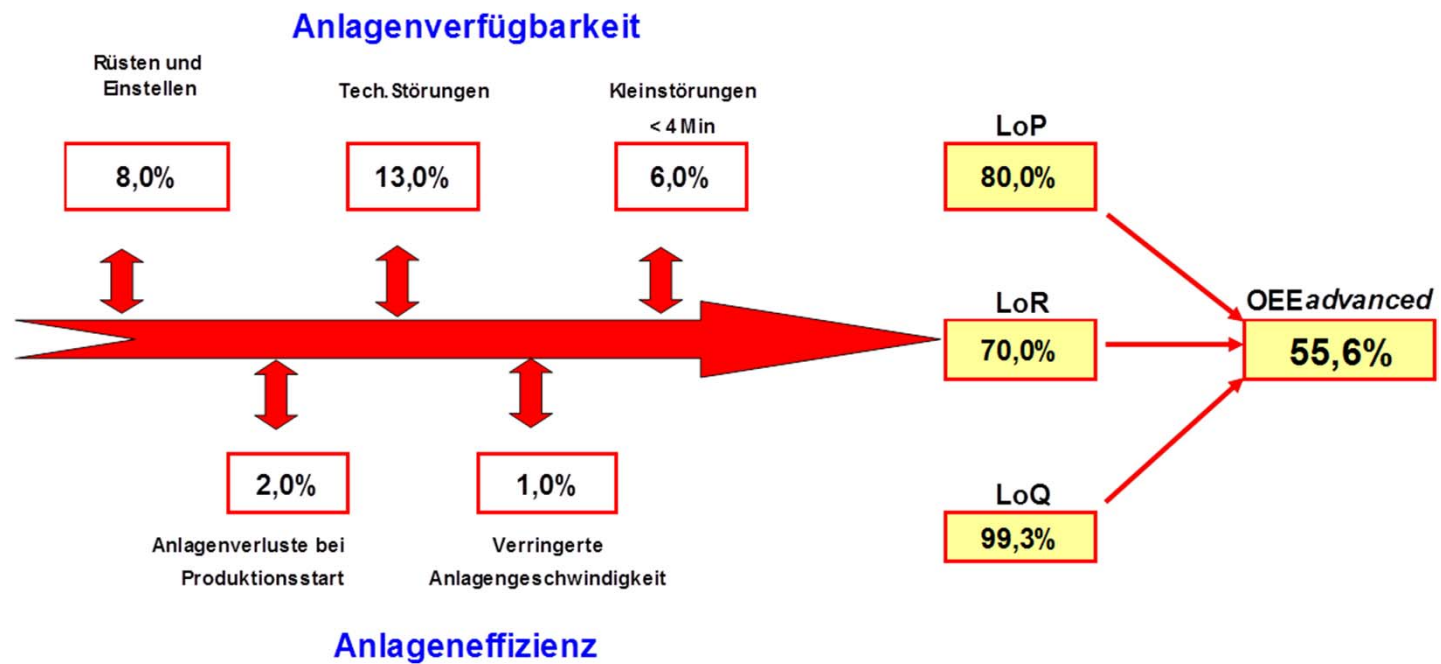 Anlagenverfügbarkeit
Rüsten und
Einstellen
Tech. Störungen
Kleinstörungen
< 4 Min
8,0%
13,0%
6,0%
LoP
80,0%
LoR
70,0%
OEEadvanced
55,6%
LoQ
99,3%
2,0%
1,0%
Anlagenverluste bei
Produktionsstart
Verringerte
Anlagengeschwindigkeit
Anlageneffizienz